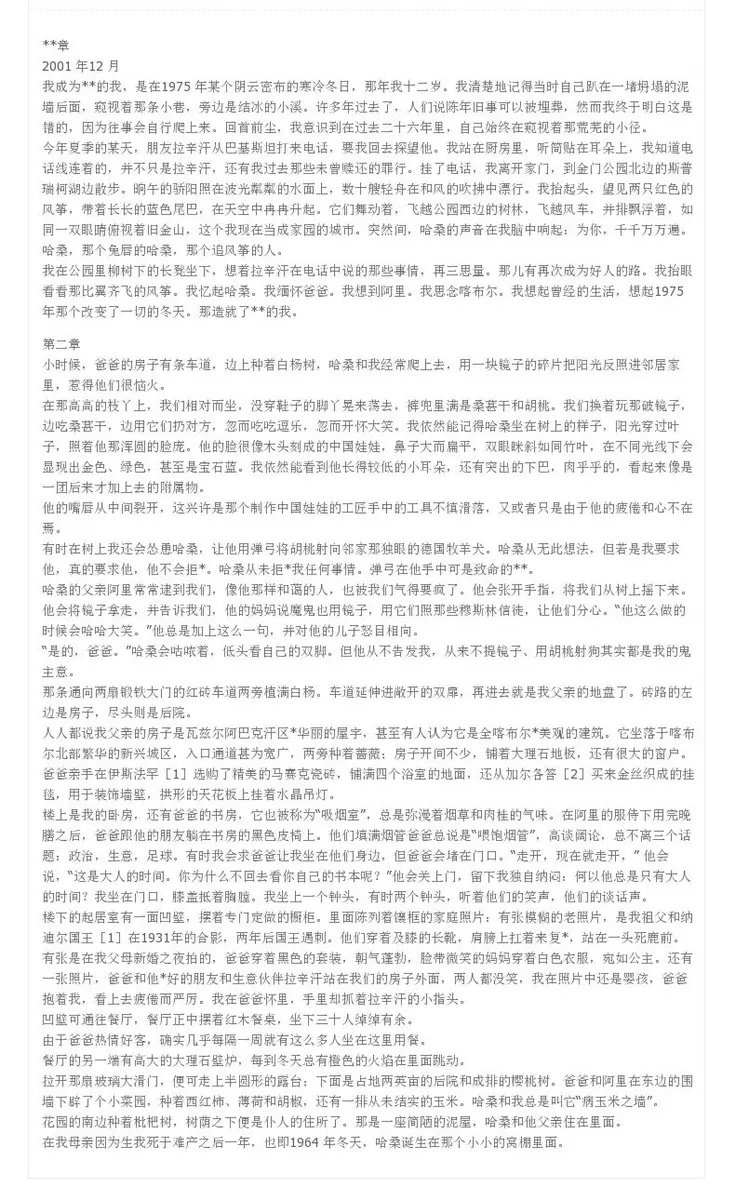 **章
2001 年12 月
我成为**的我，是在1975 年某个阴云密布的寒冷冬日，那年我十二岁。我清楚地记得当时自己趴在一堵坍塌的泥
墙后面，窥视着那条小巷，旁边是结冰的小溪。许多年过去了，人们说陈年旧事可以被埋葬，然而我终于明白这是
错的，因为往事会自行爬上来。回首前尘，我意识到在过去二十六年里，自己始终在窥视着那荒芜的小径。
今年夏季的某天，朋友拉辛汗从巴基斯坦打来电话，要我回去探望他。我站在厨房里，听筒贴在耳朵上，我知道电
话线连着的，并不只是拉辛汗，还有我过去那些未曾赎还的罪行。挂了电话，我离开家门，到金门公园北边的斯普
瑞柯湖边散步。晌午的骄阳照在波光粼粼的水面上，数十艘轻舟在和风的吹拂中漂行。我抬起头，望见两只红色的
风筝，带着长长的蓝色尾巴，在天空中冉冉升起。它们舞动着，飞越公园西边的树林，飞越风车，并排飘浮着，如
同一双眼睛俯视着旧金山，这个我现在当成家园的城市。突然间，哈桑的声音在我脑中响起：为你，千千万万遍。
哈桑，那个兔唇的哈桑，那个追风筝的人。
我在公园里柳树下的长凳坐下，想着拉辛汗在电话中说的那些事情，再三思量。那儿有再次成为好人的路。我抬眼
看看那比翼齐飞的风筝。我忆起哈桑。我缅怀爸爸。我想到阿里。我思念喀布尔。我想起曾经的生活，想起1975
年那个改变了一切的冬天。那造就了**的我。
第二章
小时候，爸爸的房子有条车道，边上种着白杨树，哈桑和我经常爬上去，用一块镜子的碎片把阳光反照进邻居家
里，惹得他们很恼火。
在那高高的枝丫上，我们相对而坐，没穿鞋子的脚丫晃来荡去，裤兜里满是桑葚干和胡桃。我们换着玩那破镜子，
边吃桑葚干，边用它们扔对方，忽而吃吃逗乐，忽而开怀大笑。我依然能记得哈桑坐在树上的样子，阳光穿过叶
子，照着他那浑圆的脸庞。他的脸很像木头刻成的中国娃娃，鼻子大而扁平，双眼眯斜如同竹叶，在不同光线下会
显现出金色、绿色，甚至是宝石蓝。我依然能看到他长得较低的小耳朵，还有突出的下巴，肉乎乎的，看起来像是
一团后来才加上去的附属物。
他的嘴唇从中间裂开，这兴许是那个制作中国娃娃的工匠手中的工具不慎滑落，又或者只是由于他的疲倦和心不在
焉。
有时在树上我还会怂恿哈桑，让他用弹弓将胡桃射向邻家那独眼的德国牧羊犬。哈桑从无此想法，但若是我要求
他，真的要求他，他不会拒*。哈桑从未拒*我任何事情。弹弓在他手中可是致命的**。
哈桑的父亲阿里常常逮到我们，像他那样和蔼的人，也被我们气得要疯了。他会张开手指，将我们从树上摇下来。
他会将镜子拿走，并告诉我们，他的妈妈说魔鬼也用镜子，用它们照那些穆斯林信徒，让他们分心。“他这么做的
时候会哈哈大笑。”他总是加上这么一句，并对他的儿子怒目相向。
“是的，爸爸。”哈桑会咕哝着，低头看自己的双脚。但他从不告发我，从来不提镜子、用胡桃射狗其实都是我的鬼
主意。
那条通向两扇锻铁大门的红砖车道两旁植满白杨。车道延伸进敞开的双扉，再进去就是我父亲的地盘了。砖路的左
边是房子，尽头则是后院。
人人都说我父亲的房子是瓦兹尔阿巴克汗区*华丽的屋宇，甚至有人认为它是全喀布尔*美观的建筑。它坐落于喀布
尔北部繁华的新兴城区，入口通道甚为宽广，两旁种着蔷薇；房子开间不少，铺着大理石地板，还有很大的窗户。
爸爸亲手在伊斯法罕［1］选购了精美的马赛克瓷砖，铺满四个浴室的地面，还从加尔各答［2］买来金丝织成的挂
毯，用于装饰墙壁，拱形的天花板上挂着水晶吊灯。
楼上是我的卧房，还有爸爸的书房，它也被称为“吸烟室”，总是弥漫着烟草和肉桂的气味。在阿里的服侍下用完晚
膳之后，爸爸跟他的朋友躺在书房的黑色皮椅上。他们填满烟管爸爸总说是“喂饱烟管”，高谈阔论，总不离三个话
题：政治，生意，足球。有时我会求爸爸让我坐在他们身边，但爸爸会堵在门口。“走开，现在就走开，” 他会
说，“这是大人的时间。你为什么不回去看你自己的书本呢？”他会关上门，留下我独自纳闷：何以他总是只有大人
的时间？我坐在门口，膝盖抵着胸膛。我坐上一个钟头，有时两个钟头，听着他们的笑声，他们的谈话声。
楼下的起居室有一面凹壁，摆着专门定做的橱柜。里面陈列着镶框的家庭照片：有张模糊的老照片，是我祖父和纳
迪尔国王［1］在1931年的合影，两年后国王遇刺。他们穿着及膝的长靴，肩膀上扛着来复*，站在一头死鹿前。
有张是在我父母新婚之夜拍的，爸爸穿着黑色的套装，朝气蓬勃，脸带微笑的妈妈穿着白色衣服，宛如公主。还有
一张照片，爸爸和他*好的朋友和生意伙伴拉辛汗站在我们的房子外面，两人都没笑，我在照片中还是婴孩，爸爸
抱着我，看上去疲倦而严厉。我在爸爸怀里，手里却抓着拉辛汗的小指头。
凹壁可通往餐厅，餐厅正中摆着红木餐桌，坐下三十人绰绰有余。
由于爸爸热情好客，确实几乎每隔一周就有这么多人坐在这里用餐。
餐厅的另一端有高大的大理石壁炉，每到冬天总有橙色的火焰在里面跳动。
拉开那扇玻璃大滑门，便可走上半圆形的露台；下面是占地两英亩的后院和成排的樱桃树。爸爸和阿里在东边的围
墙下辟了个小菜园，种着西红柿、薄荷和胡椒，还有一排从未结实的玉米。哈桑和我总是叫它“病玉米之墙”。
花园的南边种着枇杷树，树荫之下便是仆人的住所了。那是一座简陋的泥屋，哈桑和他父亲住在里面。
在我母亲因为生我死于难产之后一年，也即1964 年冬天，哈桑诞生在那个小小的窝棚里面。